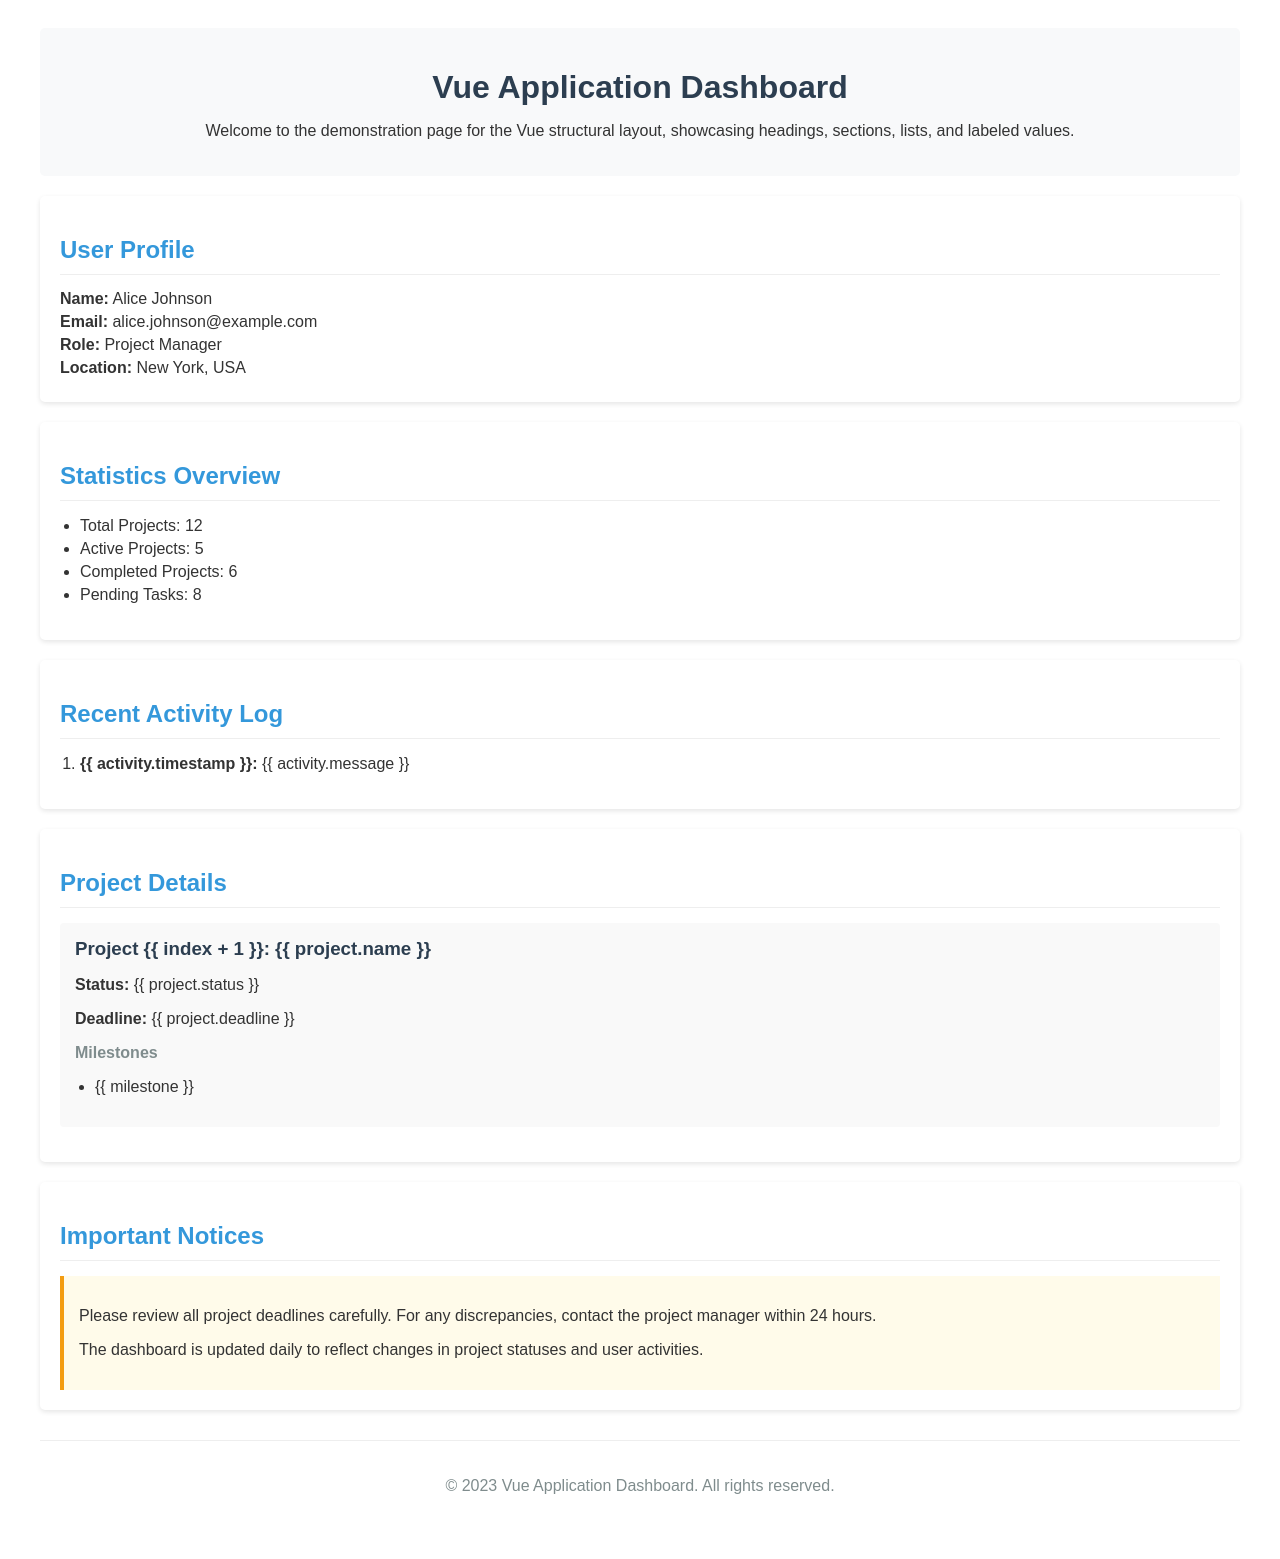 Vue Application Dashboard
Welcome to the demonstration page for the Vue structural layout, showcasing headings, sections, lists, and labeled values.
User Profile
Name: Alice Johnson
Email: alice.johnson@example.com
Role: Project Manager
Location: New York, USA
Statistics Overview
• Total Projects: 12
• Active Projects: 5
• Completed Projects: 6
• Pending Tasks: 8
Recent Activity Log
1. {{ activity.timestamp }}: {{ activity.message }}
Project Details
Project {{ index + 1 }}: {{ project.name }}
Status: {{ project.status }}
Deadline: {{ project.deadline }}
Milestones
• {{ milestone }}
Important Notices
Please review all project deadlines carefully. For any discrepancies, contact the project manager within 24 hours.
The dashboard is updated daily to reflect changes in project statuses and user activities.
© 2023 Vue Application Dashboard. All rights reserved.